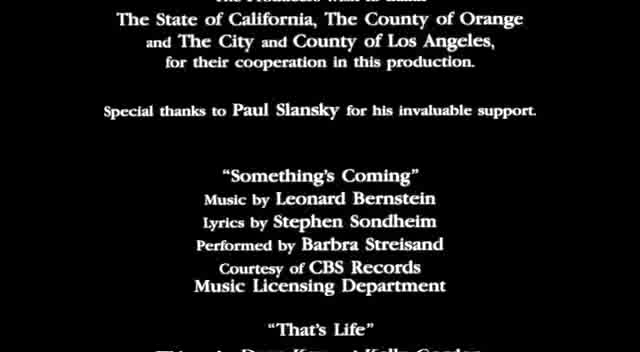 The State of California, The County of Orange
and The City and County of Los Angeles,
for their cooperation in this production.
Special thanks to Paul Slansky for his invaluable support.
"Something's Coming"
Music by Leonard Bernstein
Lyrics by Stephen Sondheim
Performed by Barbra Streisand
Courtesy of CBS Records
Music Licensing Department
"That's Life"